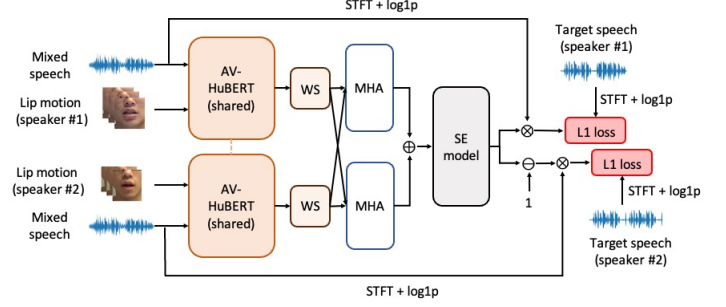 STFT + log1p
Mixed
speech
Lip motion
(speaker #1)
AV-
HuBERT
(shared)
WS
MHA
Target speech
(speaker #1)
STFT + log1p
L1 loss
SE
model
Lip motion
(speaker #2)
Mixed
speech
AV-
HuBERT
(shared)
WS
MHA
1
L1 loss
STFT + log1p
Target speech
(speaker #2)
STFT + log1p